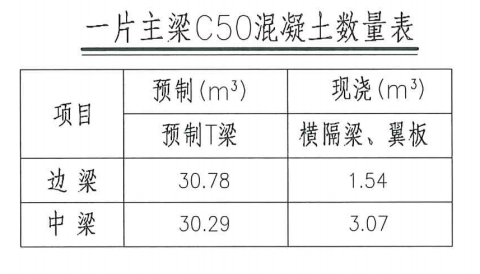 一片主梁C50混凝土数量表
项目 预制(m³) 现浇(m³)
预制T梁 横隔梁、翼板
边梁 30.78 1.54
中梁 30.29 3.07